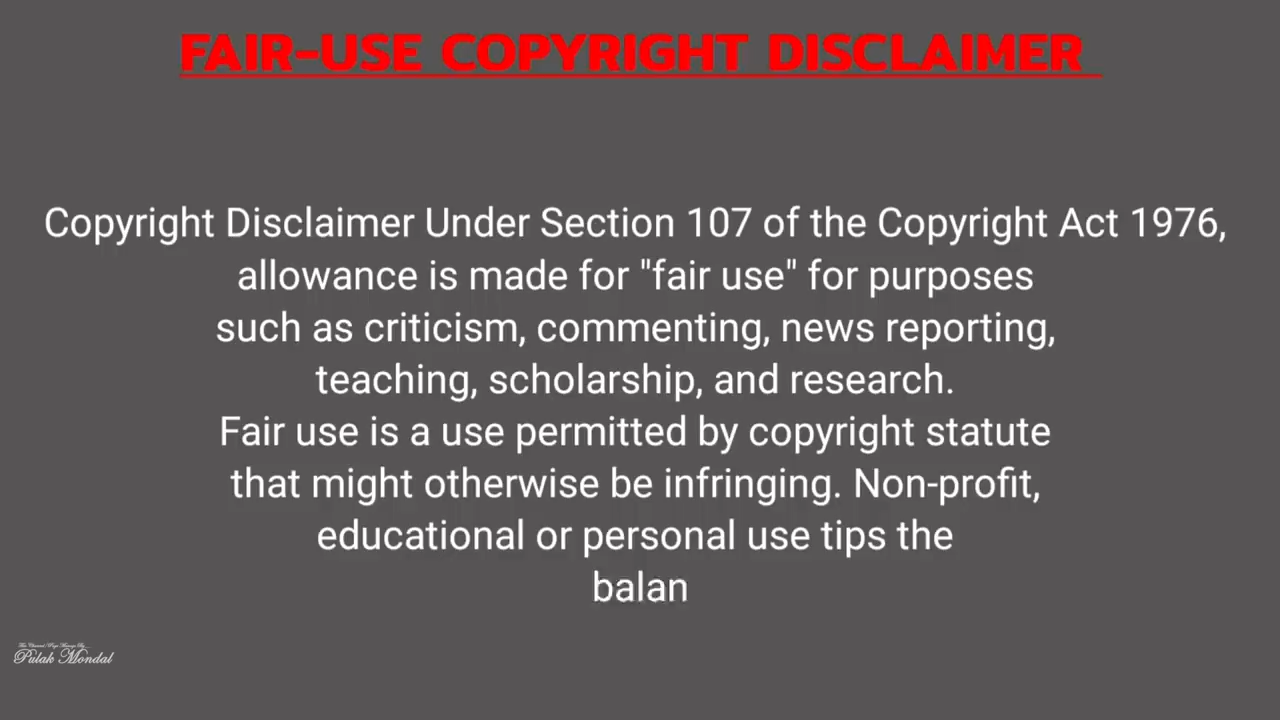 FAIR-USE COPYRIGHT DISCLAIMER
Copyright Disclaimer Under Section 107 of the Copyright Act 1976,
allowance is made for "fair use" for purposes
such as criticism, commenting, news reporting,
teaching, scholarship, and research.
Fair use is a use permitted by copyright statute
that might otherwise be infringing. Non-profit,
educational or personal use tips the
balan
Pulak Mondal